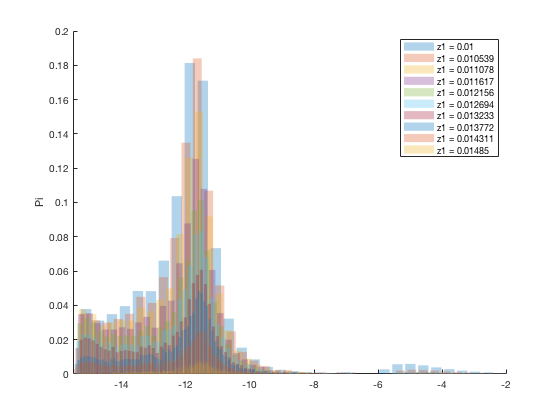 0.2
0.18
0.16
0.14
0.12
0.1
0.08
0.06
0.04
0.02
0
Pi
z1 = 0.01
z1 = 0.010539
z1 = 0.011078
z1 = 0.011617
z1 = 0.012156
z1 = 0.012694
z1 = 0.013233
z1 = 0.013772
z1 = 0.014311
z1 = 0.01485
-14 -12 -10 -8 -6 -4 -2